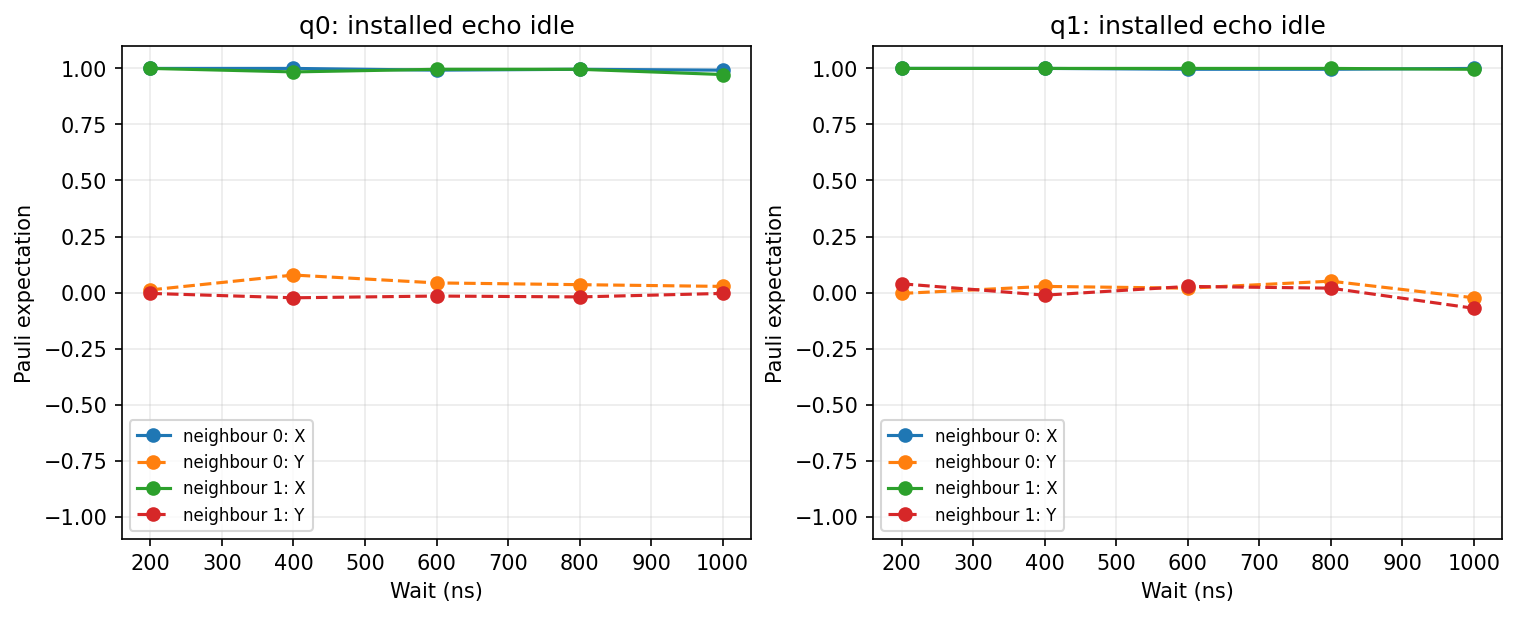 q0: installed echo idle
Pauli expectation
1.00
0.75
0.50
0.25
0.00
−0.25
−0.50
−0.75
−1.00
neighbour 0: X
neighbour 0: Y
neighbour 1: X
neighbour 1: Y
200 300 400 500 600 700 800 900 1000
Wait (ns)
q1: installed echo idle
Pauli expectation
1.00
0.75
0.50
0.25
0.00
−0.25
−0.50
−0.75
−1.00
neighbour 0: X
neighbour 0: Y
neighbour 1: X
neighbour 1: Y
200 300 400 500 600 700 800 900 1000
Wait (ns)